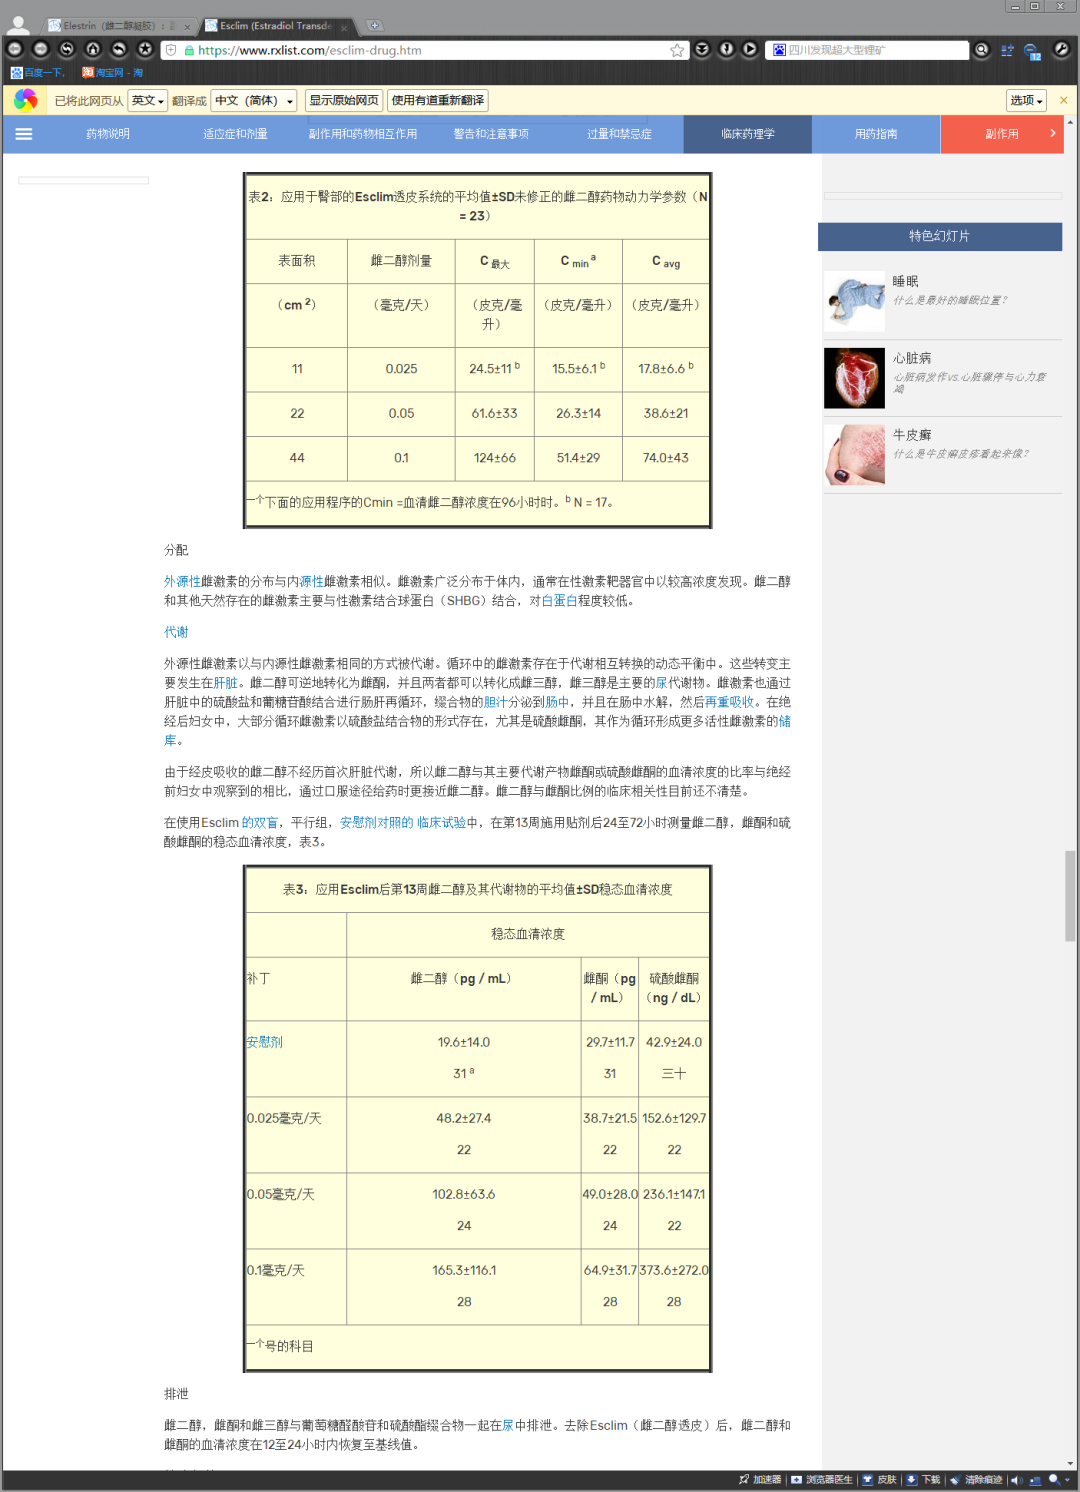 Elestrin（雌二醇凝胶）：
Esclim (Estradiol Transde
https://www.rxlist.com/esclim-drug.htm
四川发现超大型锂矿
12
百度一下,
淘宝网 - 淘
已将此网页从 英文 翻译成 中文（简体） 显示原始网页 使用有道重新翻译 选项
药物说明 适应症和剂量 副作用和药物相互作用 警告和注意事项 过量和禁忌症 临床药理学 用药指南 副作用
表2：应用于臀部的Esclim透皮系统的平均值±SD未修正的雌二醇药物动力学参数（N
= 23）
表面积 雌二醇剂量 C 最大 C min a C avg
（cm 2） （毫克/天） （皮克/毫 （皮克/毫升） （皮克/毫升）
升）
11 0.025 24.5±11 b 15.5±6.1 b 17.8±6.6 b
22 0.05 61.6±33 26.3±14 38.6±21
44 0.1 124±66 51.4±29 74.0±43
一个下面的应用程序的Cmin =血清雌二醇浓度在96小时时。b N = 17。
特色幻灯片
睡眠
什么是最好的睡眠位置？
心脏病
心脏病发作vs.心脏骤停与心力衰
竭
牛皮癣
什么是牛皮癣皮疹看起来像？
分配
外源性雌激素的分布与内源性雌激素相似。雌激素广泛分布于体内，通常在性激素靶器官中以较高浓度发现。雌二醇
和其他天然存在的雌激素主要与性激素结合球蛋白（SHBG）结合，对白蛋白程度较低。
代谢
外源性雌激素以与内源性雌激素相同的方式被代谢。循环中的雌激素存在于代谢相互转换的动态平衡中。这些转变主
要发生在肝脏。雌二醇可逆地转化为雌酮，并且两者都可以转化成雌三醇，雌三醇是主要的尿代谢物。雌激素也通过
肝脏中的硫酸盐和葡糖苷酸结合进行肠肝再循环，缀合物的胆汁分泌到肠中，并且在肠中水解，然后再重吸收。在绝
经后妇女中，大部分循环雌激素以硫酸盐结合物的形式存在，尤其是硫酸雌酮，其作为循环形成更多活性雌激素的储
库。
由于经皮吸收的雌二醇不经历首次肝脏代谢，所以雌二醇与其主要代谢产物雌酮或硫酸雌酮的血清浓度的比率与绝经
前妇女中观察到的相比，通过口服途径给药时更接近雌二醇。雌二醇与雌酮比例的临床相关性目前还不清楚。
在使用Esclim 的双盲，平行组，安慰剂对照的 临床试验中，在第13周施用贴剂后24至72小时测量雌二醇，雌酮和硫
酸雌酮的稳态血清浓度，表3。
表3：应用Esclim后第13周雌二醇及其代谢物的平均值±SD稳态血清浓度
稳态血清浓度
补丁 雌二醇（pg / mL） 雌酮（pg 硫酸雌酮
/ mL） （ng / dL）
安慰剂 19.6±14.0 29.7±11.7 42.9±24.0
31 a 31 三十
0.025毫克/天 48.2±27.4 38.7±21.5 152.6±129.7
22 22 22
0.05毫克/天 102.8±63.6 49.0±28.0 236.1±147.1
24 24 22
0.1毫克/天 165.3±116.1 64.9±31.7 373.6±272.0
28 28 28
一个号的科目
排泄
雌二醇，雌酮和雌三醇与葡萄糖醛酸苷和硫酸酯缀合物一起在尿中排泄。去除Esclim（雌二醇透皮）后，雌二醇和
雌酮的血清浓度在12至24小时内恢复至基线值。
加速器 浏览器医生 皮肤 下载 清除痕迹